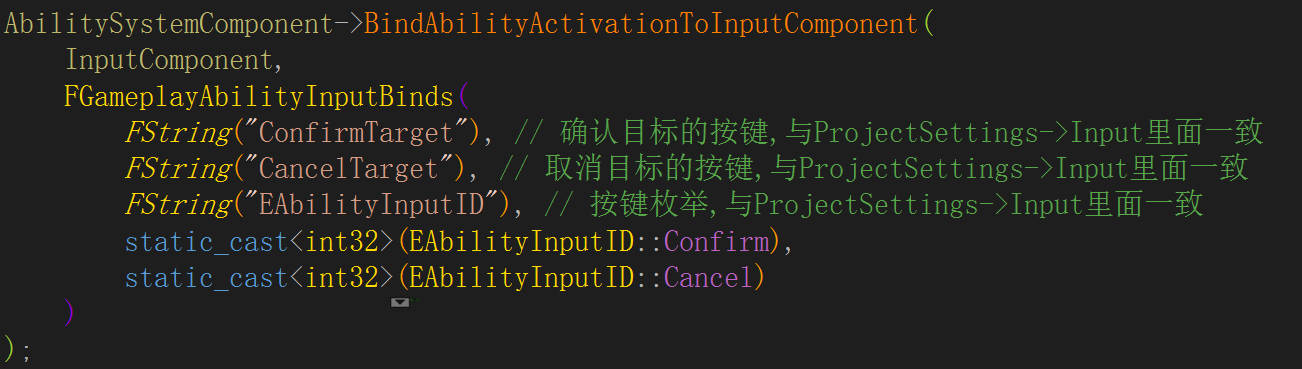 AbilitySystemComponent->BindAbilityActivationToInputComponent(
    InputComponent,
    FGameplayAbilityInputBinds(
        FString("ConfirmTarget"), // 确认目标的按键,与ProjectSettings->Input里面一致
        FString("CancelTarget"), // 取消目标的按键,与ProjectSettings->Input里面一致
        FString("EAbilityInputID"), // 按键枚举,与ProjectSettings->Input里面一致
        static_cast<int32>(EAbilityInputID::Confirm),
        static_cast<int32>(EAbilityInputID::Cancel)
    )
);